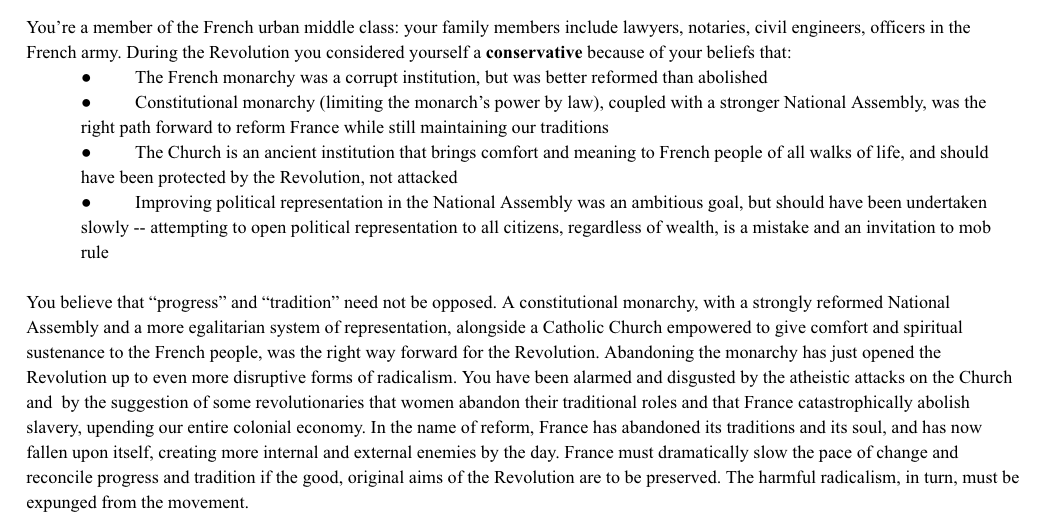 You’re a member of the French urban middle class: your family members include lawyers, notaries, civil engineers, officers in the
French army. During the Revolution you considered yourself a conservative because of your beliefs that:
● The French monarchy was a corrupt institution, but was better reformed than abolished
● Constitutional monarchy (limiting the monarch’s power by law), coupled with a stronger National Assembly, was the
right path forward to reform France while still maintaining our traditions
● The Church is an ancient institution that brings comfort and meaning to French people of all walks of life, and should
have been protected by the Revolution, not attacked
● Improving political representation in the National Assembly was an ambitious goal, but should have been undertaken
slowly -- attempting to open political representation to all citizens, regardless of wealth, is a mistake and an invitation to mob
rule
You believe that “progress” and “tradition” need not be opposed. A constitutional monarchy, with a strongly reformed National
Assembly and a more egalitarian system of representation, alongside a Catholic Church empowered to give comfort and spiritual
sustenance to the French people, was the right way forward for the Revolution. Abandoning the monarchy has just opened the
Revolution up to even more disruptive forms of radicalism. You have been alarmed and disgusted by the atheistic attacks on the Church
and  by the suggestion of some revolutionaries that women abandon their traditional roles and that France catastrophically abolish
slavery, upending our entire colonial economy. In the name of reform, France has abandoned its traditions and its soul, and has now
fallen upon itself, creating more internal and external enemies by the day. France must dramatically slow the pace of change and
reconcile progress and tradition if the good, original aims of the Revolution are to be preserved. The harmful radicalism, in turn, must be
expunged from the movement.